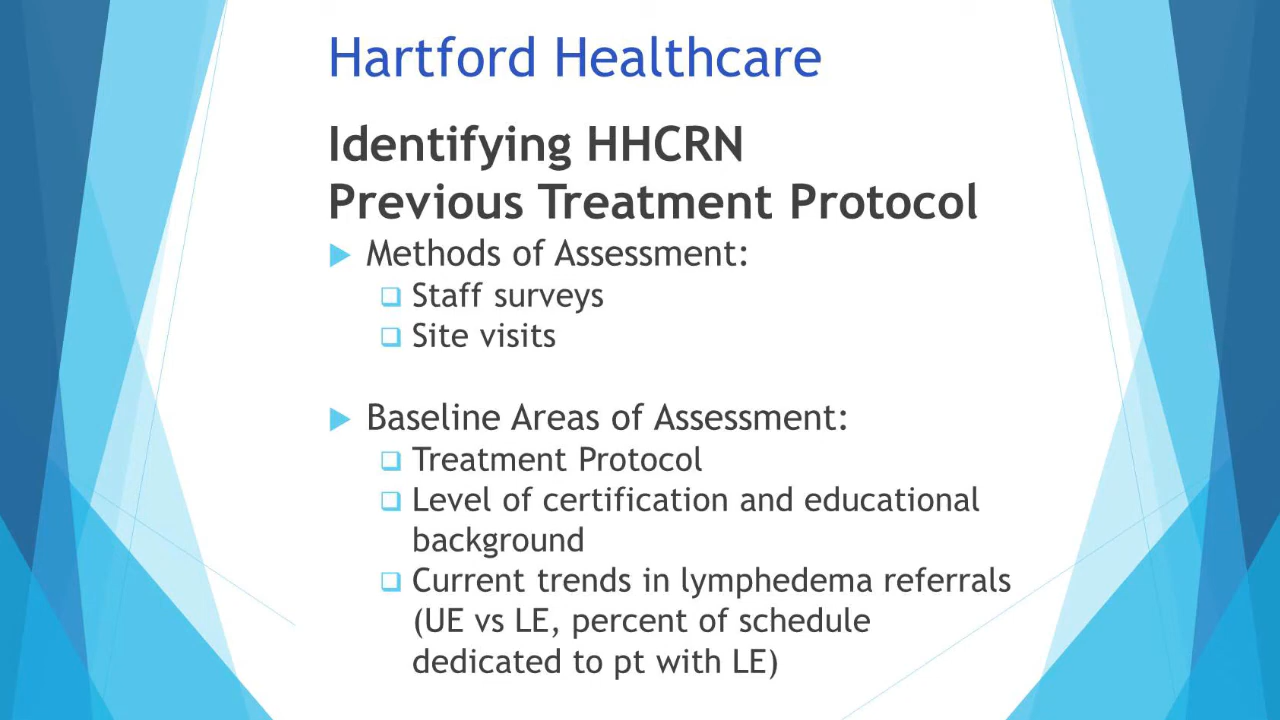 Hartford Healthcare
Identifying HHCRN
Previous Treatment Protocol
Methods of Assessment:
Staff surveys
Site visits
Baseline Areas of Assessment:
Treatment Protocol
Level of certification and educational
background
Current trends in lymphedema referrals
(UE vs LE, percent of schedule
dedicated to pt with LE)